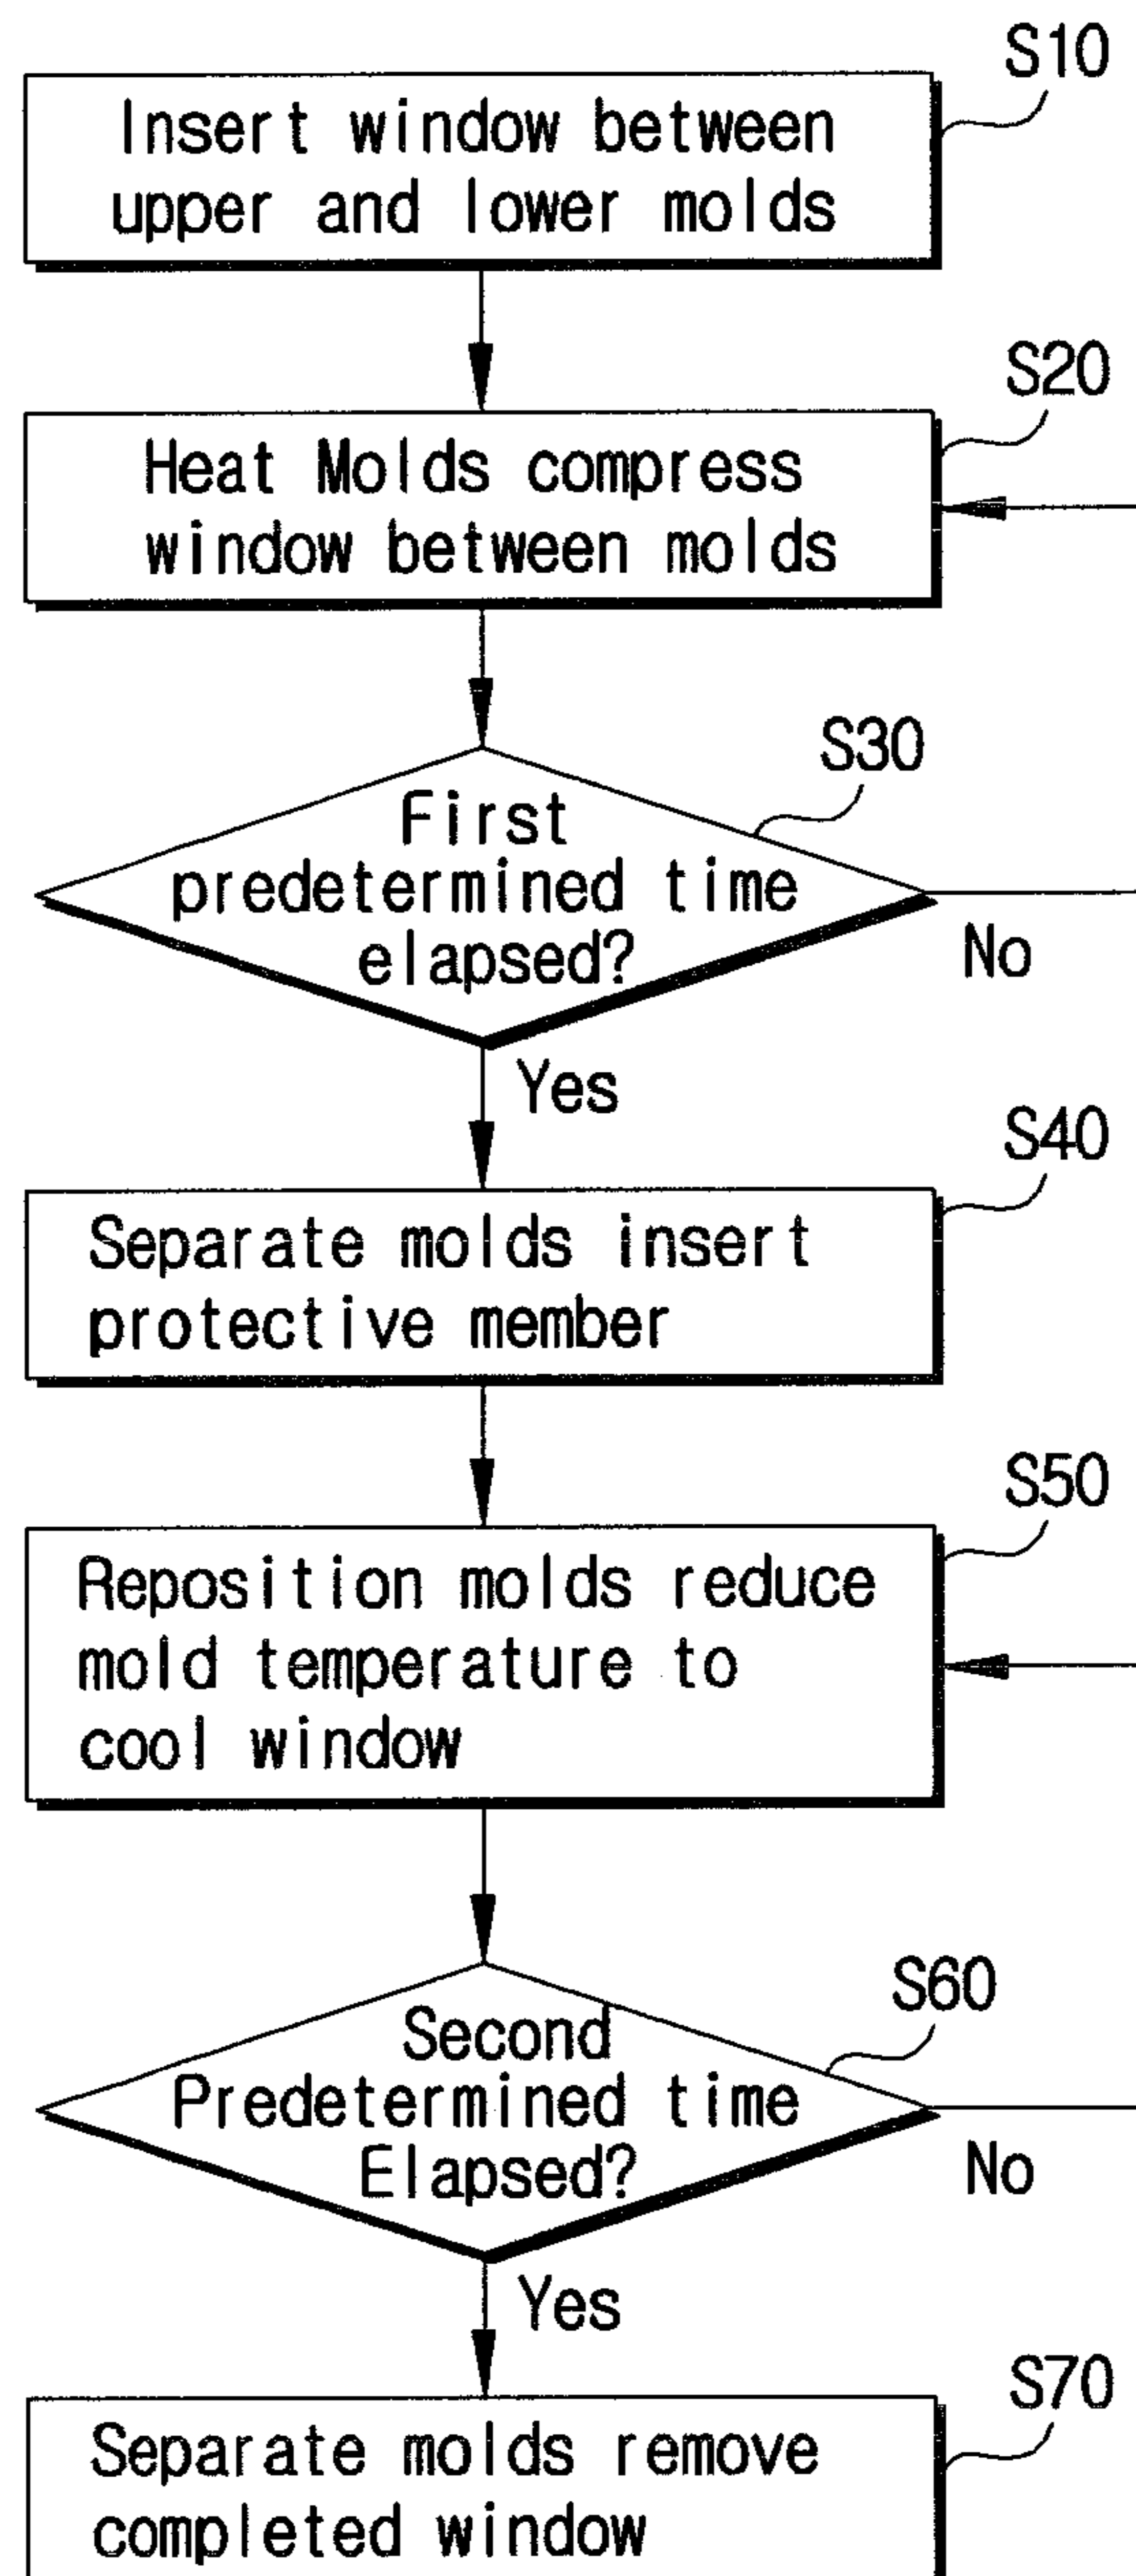 S10
Insert window between
upper and lower molds
S20
Heat Molds compress
window between molds
S30
First
predetermined time
elapsed?
No
Yes
S40
Separate molds insert
protective member
S50
Reposition molds reduce
mold temperature to
cool window
S60
Second
Predetermined time
Elapsed?
No
Yes
S70
Separate molds remove
completed window